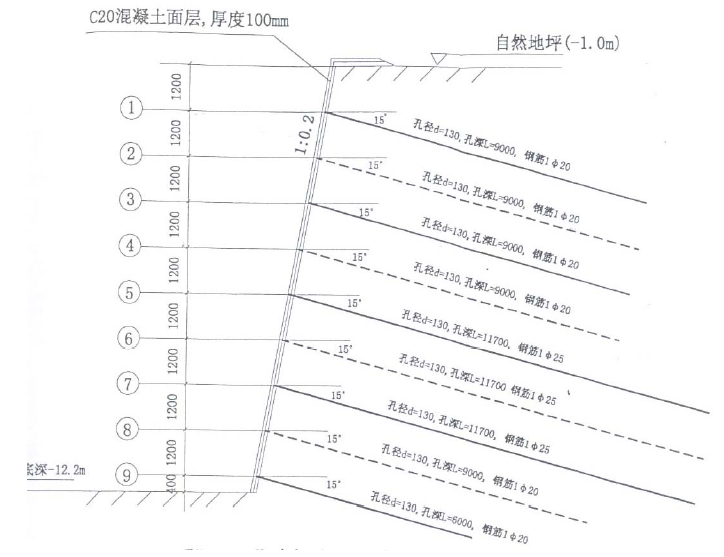 C20混凝土面层,厚度100mm
自然地坪(-1.0m)
1200
① 15° 孔径d=130,孔深L=9000, 钢筋1φ20
1:0.2
1200
② 15° 孔径d=130,孔深L=9000, 钢筋1φ20
1200
③ 15° 孔径d=130,孔深L=9000, 钢筋1φ20
1200
④ 15° 孔径d=130,孔深L=9000, 钢筋1φ20
1200
⑤ 15° 孔径d=130,孔深L=11700, 钢筋1φ25
1200
⑥ 15° 孔径d=130,孔深L=11700 钢筋1φ25
1200
⑦ 15° 孔径d=130,孔深L=11700, 钢筋1φ25
1200
⑧ 15° 孔径d=130,孔深L=9000, 钢筋1φ20
1200
底深-12.2m
⑨ 15° 孔径d=130,孔深L=6000, 钢筋1φ20
400